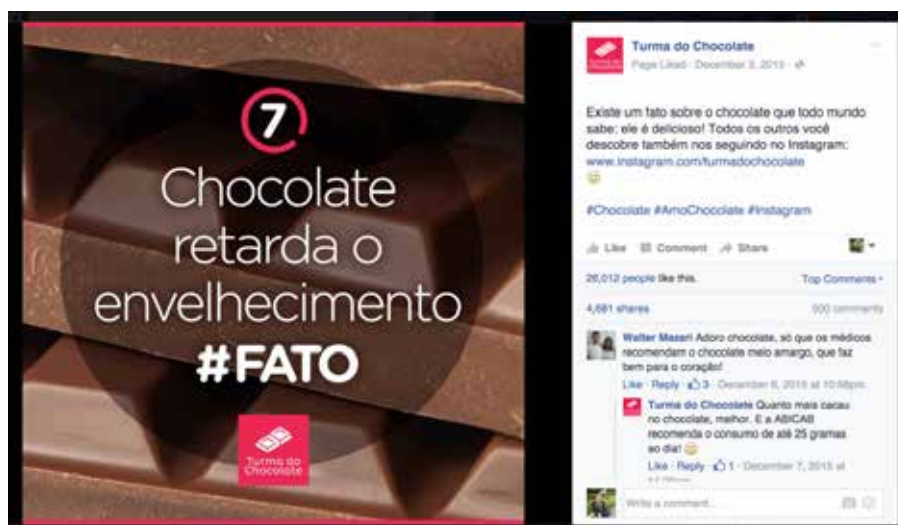 7
Chocolate
retarda o
envelhecimento
#FATO
Turma do
Chocolate
Turma do Chocolate
Page Liked · December 3, 2015 ·
Existe um fato sobre o chocolate que todo mundo
sabe: ele é delicioso! Todos os outros você
descobre também nos seguindo no Instagram:
www.instagram.com/turmadochocolate
#Chocolate #AmoChocolate #Instagram
Like Comment Share
26,012 people like this.
Top Comments
4,681 shares
500 comments
Walter Masari Adoro chocolate, só que os médicos
recomendam o chocolate meio amargo, que faz
bem para o coração!
Like · Reply · 3 · December 6, 2015 at 10:58pm
Turma do Chocolate Quanto mais cacau
no chocolate, melhor. E a ABICAB
recomenda o consumo de até 25 gramas
ao dia!
Like · Reply · 1 · December 7, 2015 at
Write a comment...